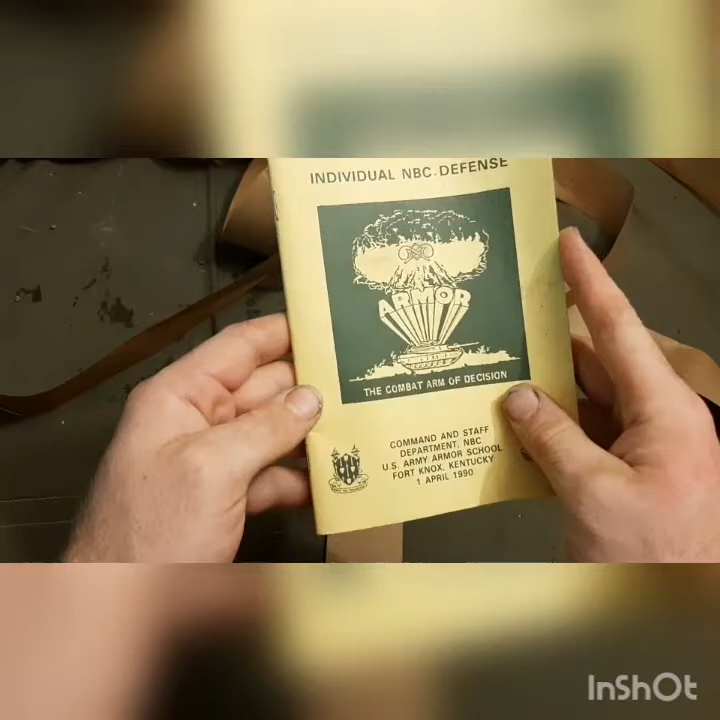 INDIVIDUAL NBC DEFENSE
ARMOR
THE COMBAT ARM OF DECISION
COMMAND AND STAFF
DEPARTMENT, NBC
U.S. ARMY ARMOR SCHOOL
FORT KNOX, KENTUCKY
1 APRIL 1990
InShOt